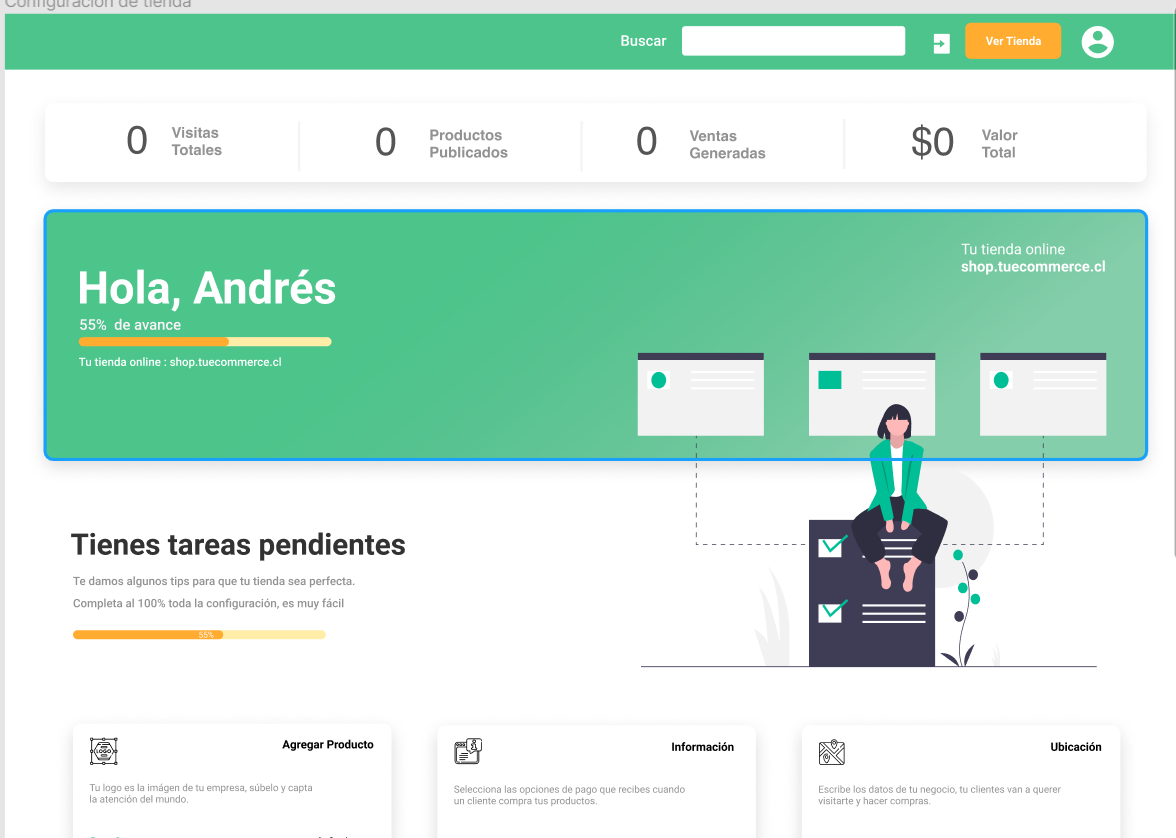 Configuración de tienda
Buscar
Ver Tienda
0 Visitas
Totales
0 Productos
Publicados
0 Ventas
Generadas
$0 Valor
Total
Tu tienda online
shop.tuecommerce.cl
Hola, Andrés
55% de avance
Tu tienda online : shop.tuecommerce.cl
Tienes tareas pendientes
Te damos algunos tips para que tu tienda sea perfecta.
Completa al 100% toda la configuración, es muy fácil
55%
LOGO
Agregar Producto
Tu logo es la imágen de tu empresa, súbelo y capta
la atención del mundo.
Información
Selecciona las opciones de pago que recibes cuando
un cliente compra tus productos.
Ubicación
Escribe los datos de tu negocio, tu clientes van a querer
visitarte y hacer compras.